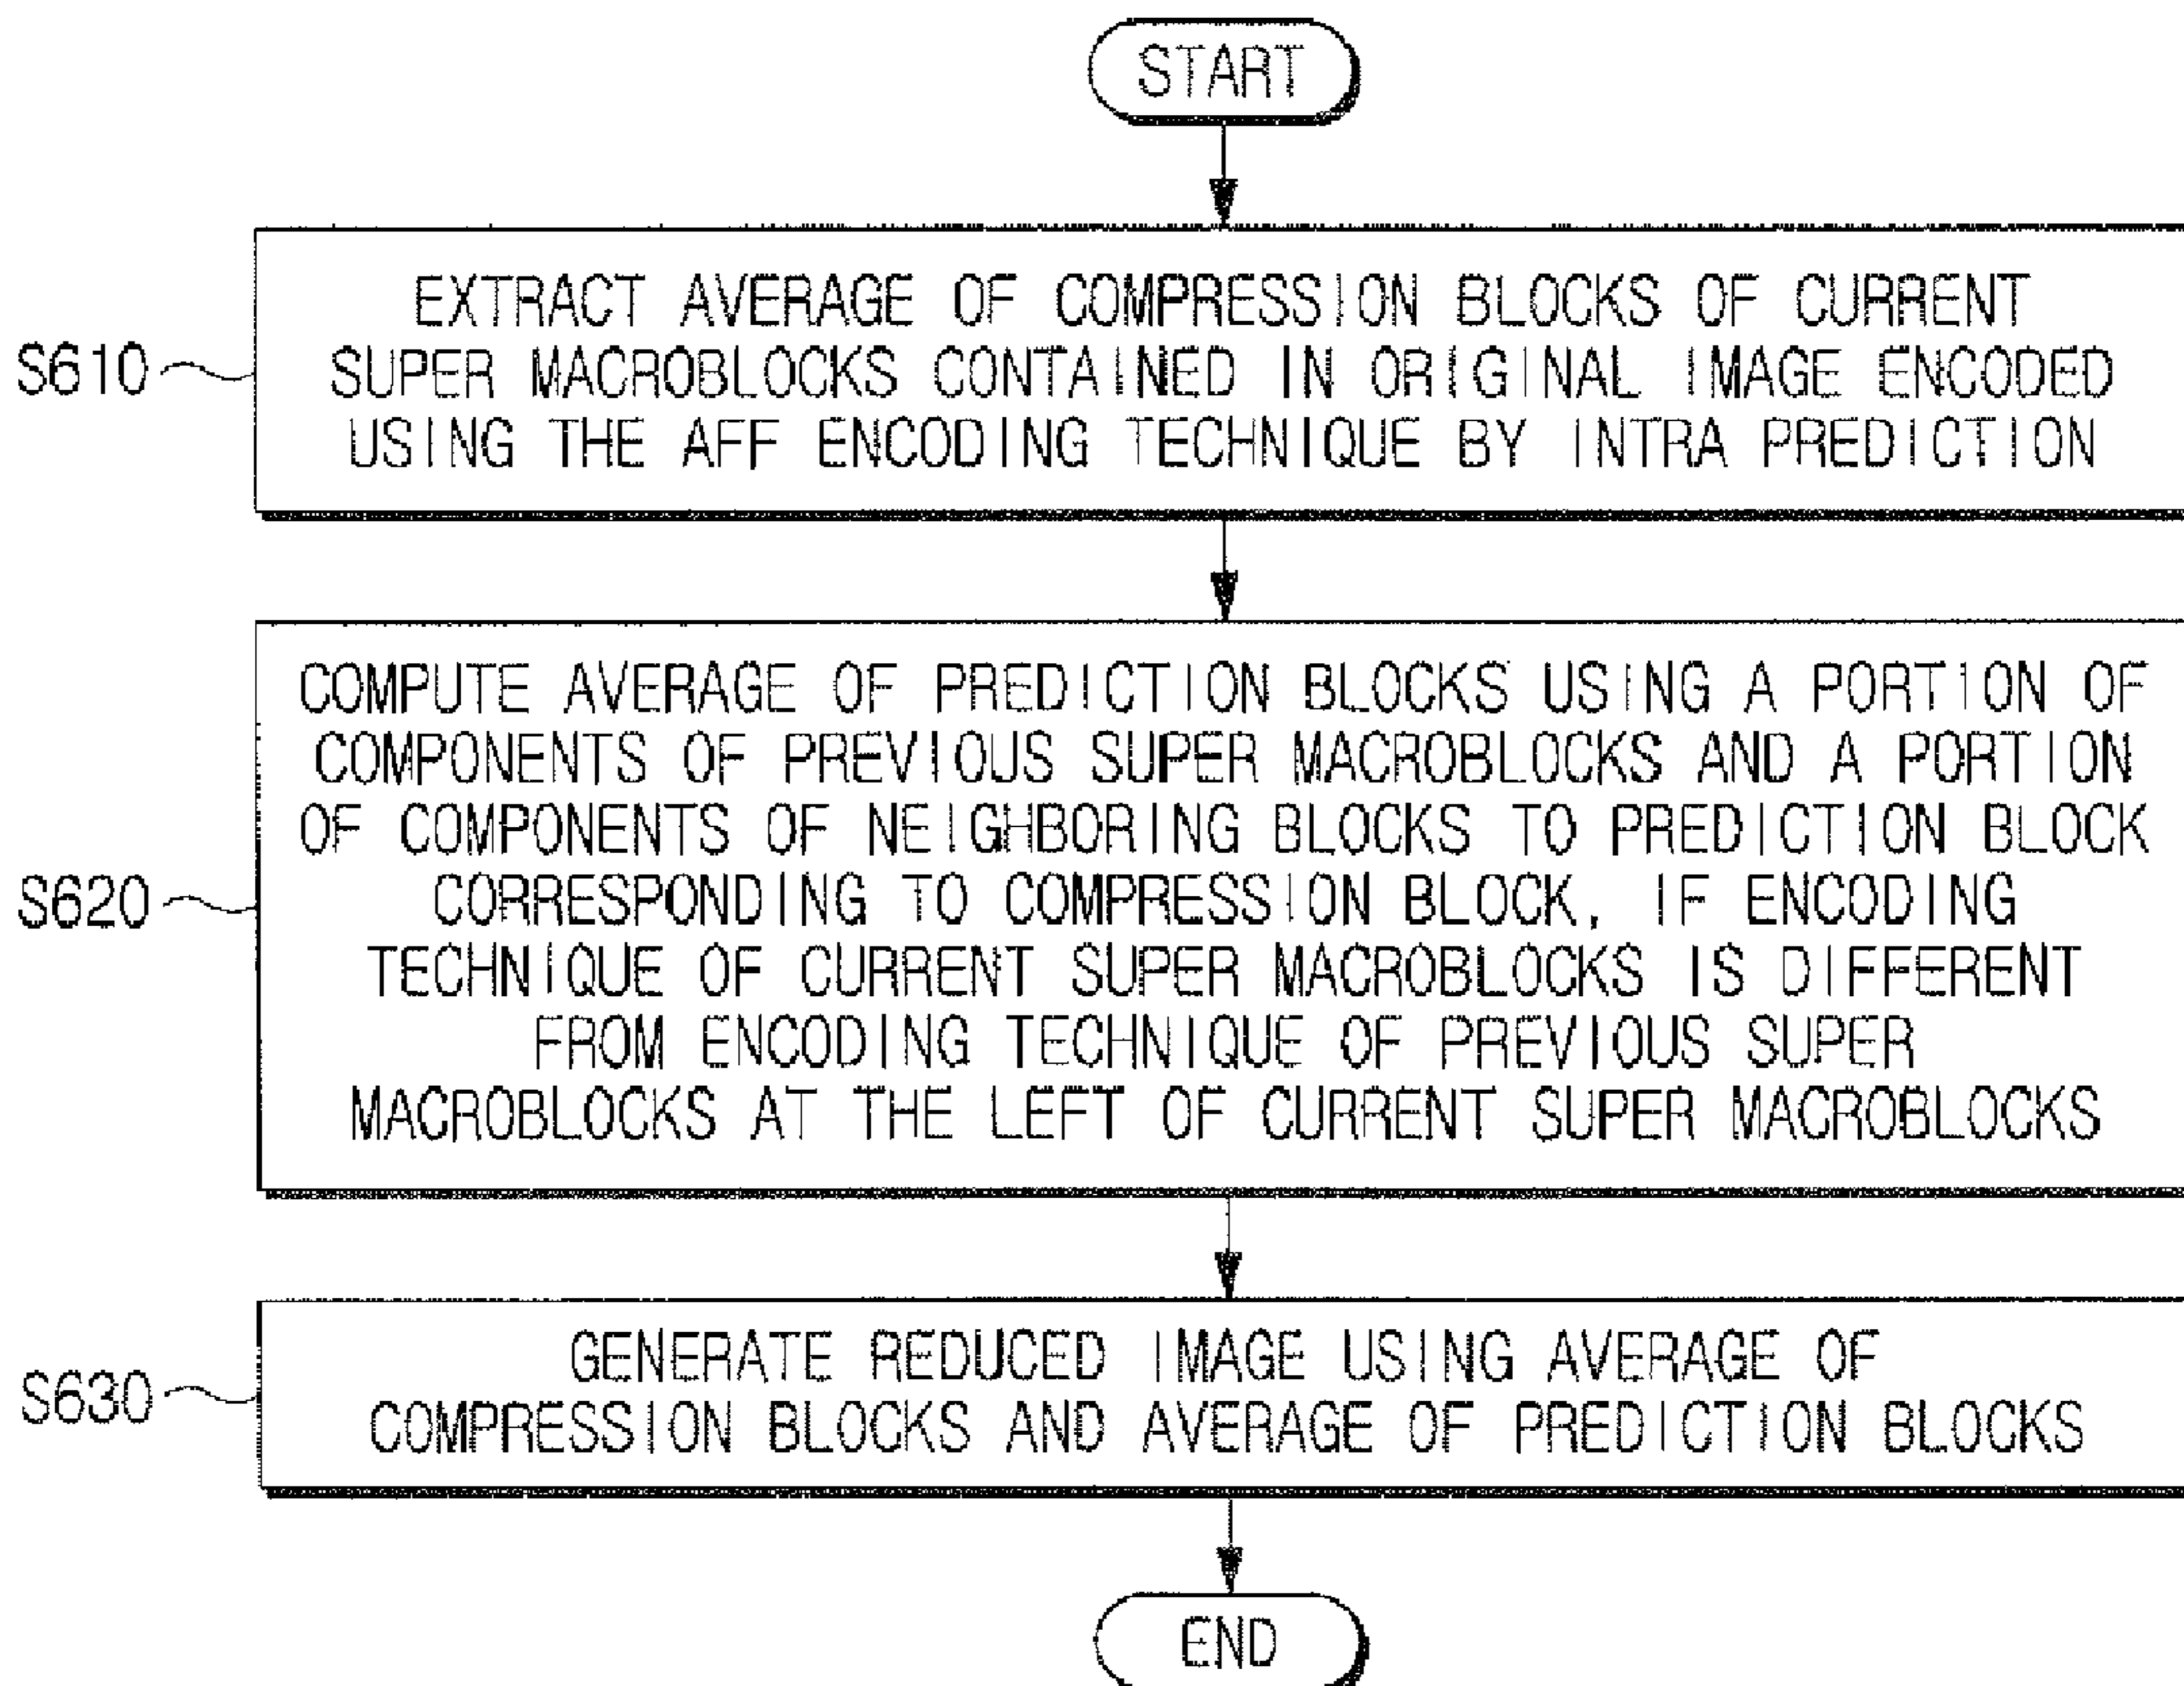 START
EXTRACT AVERAGE OF COMPRESSION BLOCKS OF CURRENT
S610
SUPER MACROBLOCKS CONTAINED IN ORIGINAL IMAGE ENCODED
USING THE AFF ENCODING TECHNIQUE BY INTRA PREDICTION
COMPUTE AVERAGE OF PREDICTION BLOCKS USING A PORTION OF
COMPONENTS OF PREVIOUS SUPER MACROBLOCKS AND A PORTION
OF COMPONENTS OF NEIGHBORING BLOCKS TO PREDICTION BLOCK
S620
CORRESPONDING TO COMPRESSION BLOCK, IF ENCODING
TECHNIQUE OF CURRENT SUPER MACROBLOCKS IS DIFFERENT
FROM ENCODING TECHNIQUE OF PREVIOUS SUPER
MACROBLOCKS AT THE LEFT OF CURRENT SUPER MACROBLOCKS
S630
GENERATE REDUCED IMAGE USING AVERAGE OF
COMPRESSION BLOCKS AND AVERAGE OF PREDICTION BLOCKS
END